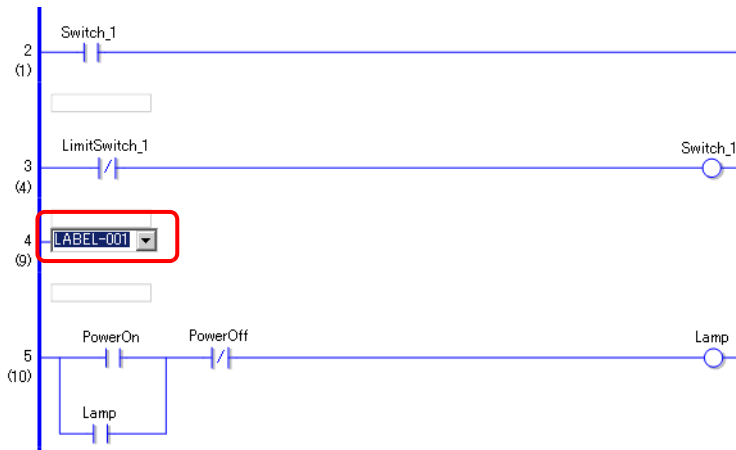 Switch_1
2
(1)
LimitSwitch_1
Switch_1
3
(4)
LABEL-001
4
(9)
PowerOn PowerOff Lamp
5
(10)
Lamp